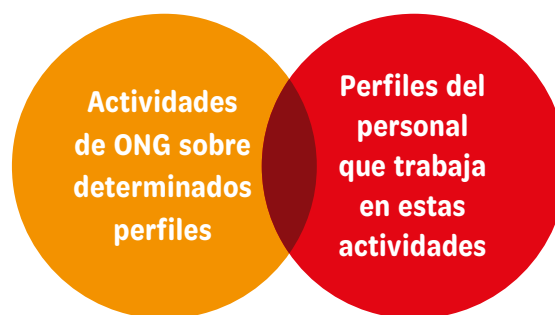 Actividades
de ONG sobre
determinados
perfiles
Perfiles del
personal
que trabaja
en estas
actividades